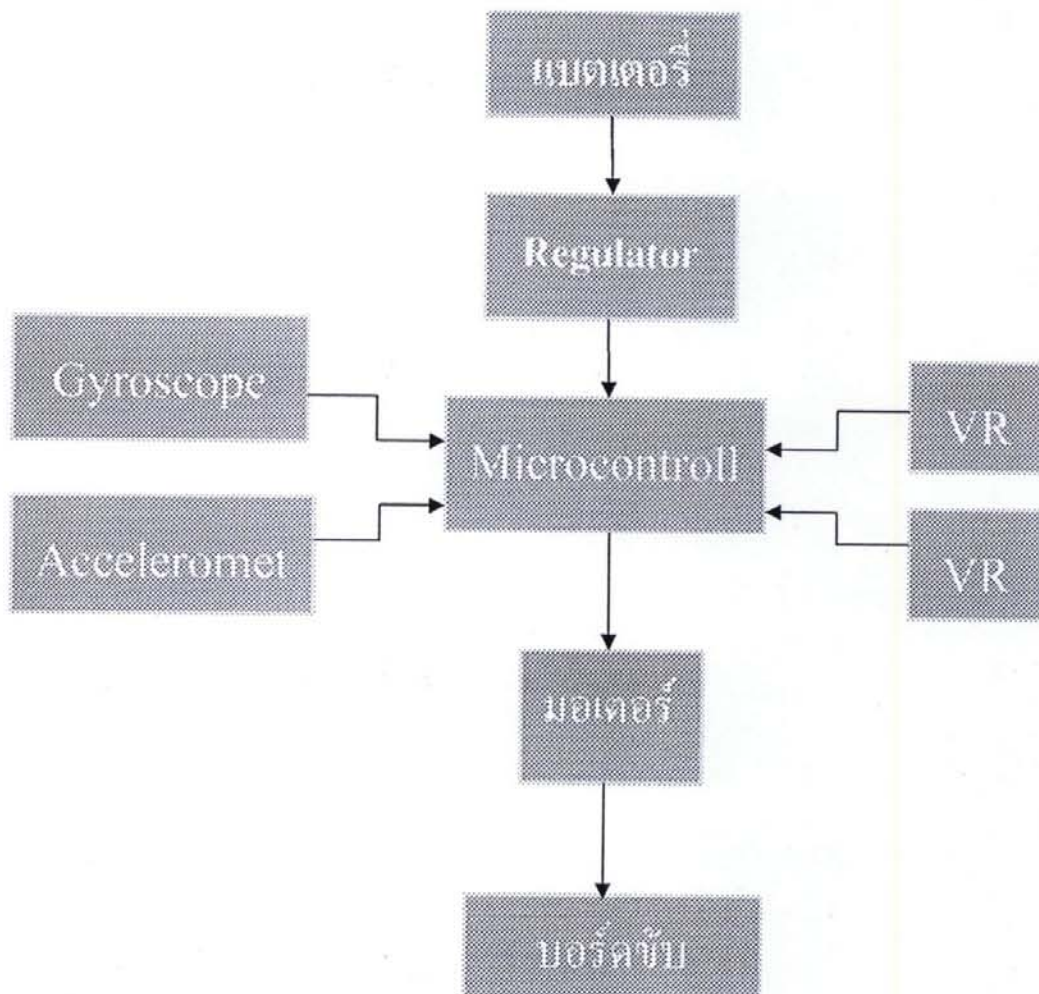 แบตเตอรี่
Regulator
Gyroscope
VR
Microcontroll
Acceleromet
VR
มอเตอร์
บอร์ดขับ